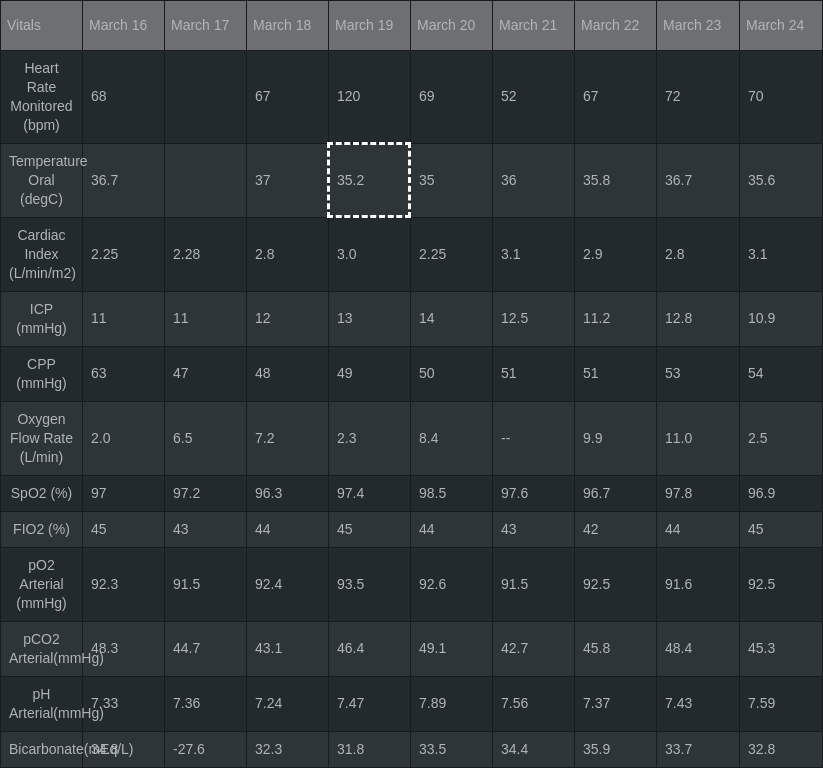 Vitals March 16 March 17 March 18 March 19 March 20 March 21 March 22 March 23 March 24
Heart
Rate
Monitored
(bpm)
68 67 120 69 52 67 72 70
Temperature
Oral
(degC)
36.7 37 35.2 35 36 35.8 36.7 35.6
Cardiac
Index
(L/min/m2)
2.25 2.28 2.8 3.0 2.25 3.1 2.9 2.8 3.1
ICP
(mmHg)
11 11 12 13 14 12.5 11.2 12.8 10.9
CPP
(mmHg)
63 47 48 49 50 51 51 53 54
Oxygen
Flow Rate
(L/min)
2.0 6.5 7.2 2.3 8.4 -- 9.9 11.0 2.5
SpO2 (%) 97 97.2 96.3 97.4 98.5 97.6 96.7 97.8 96.9
FIO2 (%) 45 43 44 45 44 43 42 44 45
pO2
Arterial
(mmHg)
92.3 91.5 92.4 93.5 92.6 91.5 92.5 91.6 92.5
pCO2
Arterial(mmHg)
48.3 44.7 43.1 46.4 49.1 42.7 45.8 48.4 45.3
pH
Arterial(mmHg)
7.33 7.36 7.24 7.47 7.89 7.56 7.37 7.43 7.59
Bicarbonate(mEq/L) -27.6 32.3 31.8 33.5 34.4 35.9 33.7 32.8